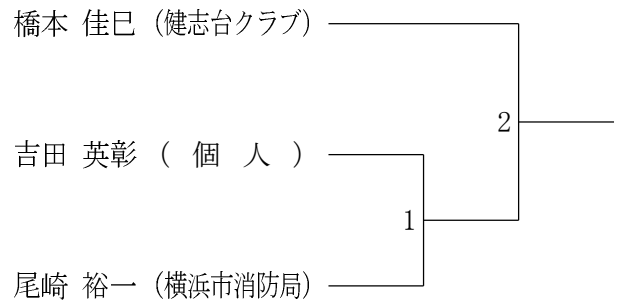 橋本 佳巳 (健志台クラブ)
2
吉田 英彰 ( 個 人 )
1
尾崎 裕一 (横浜市消防局)